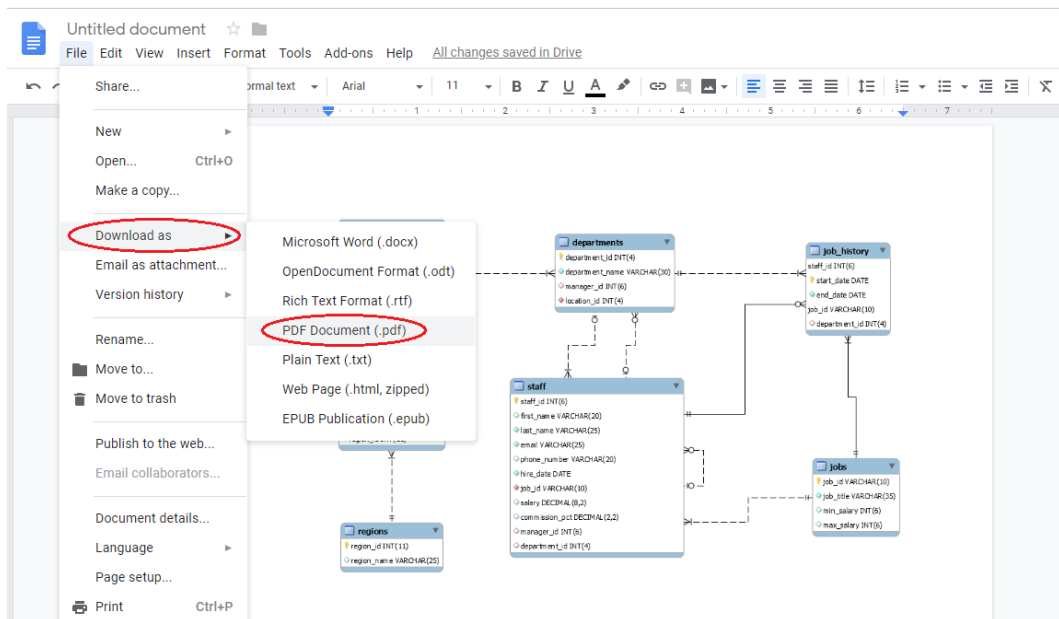 Untitled document
File Edit View Insert Format Tools Add-ons Help All changes saved in Drive
ormal text Arial 11 B I U A
1 2 3 4 5 6 7
Share...
New
Open... Ctrl+O
Make a copy...
Download as
Email as attachment...
Version history
Rename...
Move to...
Move to trash
Publish to the web...
Email collaborators...
Document details...
Language
Page setup...
Print Ctrl+P
Microsoft Word (.docx)
OpenDocument Format (.odt)
Rich Text Format (.rtf)
PDF Document (.pdf)
Plain Text (.txt)
Web Page (.html, zipped)
EPUB Publication (.epub)
departments
department_id INT(4)
department_name VARCHAR(30)
manager_id INT(6)
location_id INT(4)
job_history
staff_id INT(6)
start_date DATE
end_date DATE
job_id VARCHAR(10)
department_id INT(4)
staff
staff_id INT(6)
first_name VARCHAR(20)
last_name VARCHAR(25)
email VARCHAR(25)
phone_number VARCHAR(20)
hire_date DATE
job_id VARCHAR(10)
salary DECIMAL(8,2)
commission_pct DECIMAL(2,2)
manager_id INT(6)
department_id INT(4)
jobs
job_id VARCHAR(10)
job_title VARCHAR(35)
min_salary INT(6)
max_salary INT(6)
regions
region_id INT(11)
region_name VARCHAR(25)